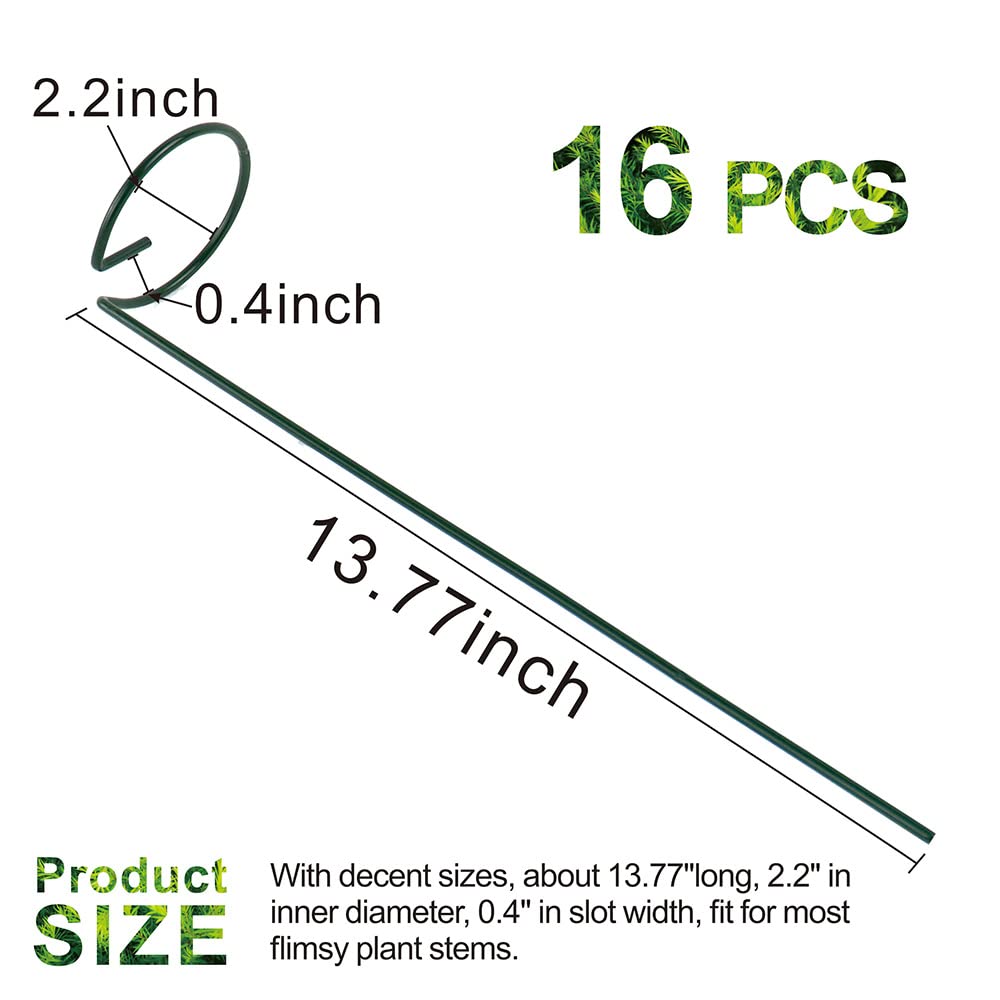 2.2inch
16 PCS
0.4inch
13.77inch
Product
SIZE
With decent sizes, about 13.77"long, 2.2" in
inner diameter, 0.4" in slot width, fit for most
flimsy plant stems.